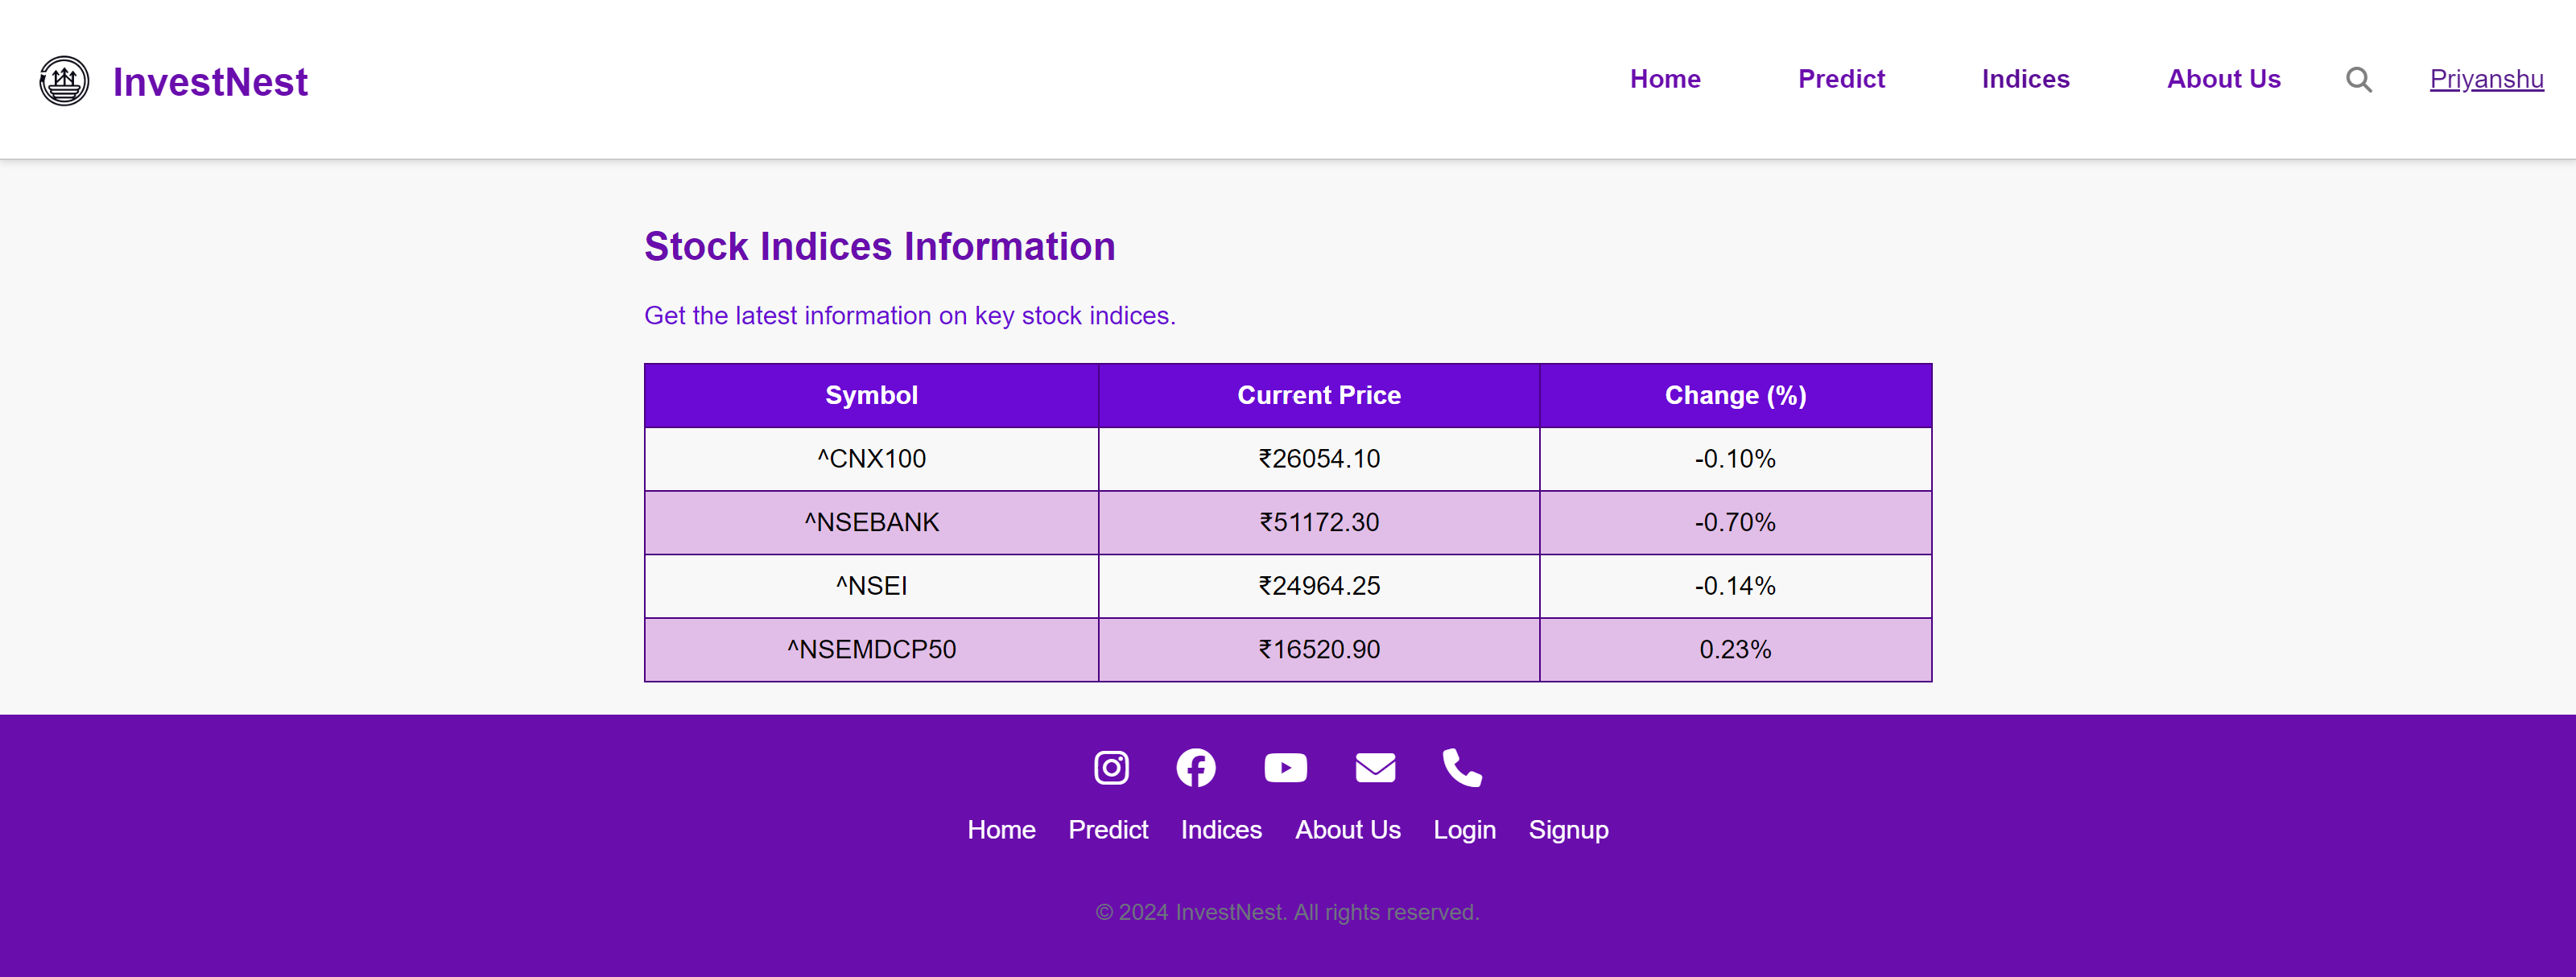 InvestNest Home Predict Indices About Us Priyanshu
Stock Indices Information
Get the latest information on key stock indices.
Symbol Current Price Change (%)
^CNX100 ₹26054.10 -0.10%
^NSEBANK ₹51172.30 -0.70%
^NSEI ₹24964.25 -0.14%
^NSEMDCP50 ₹16520.90 0.23%
Home Predict Indices About Us Login Signup
© 2024 InvestNest. All rights reserved.